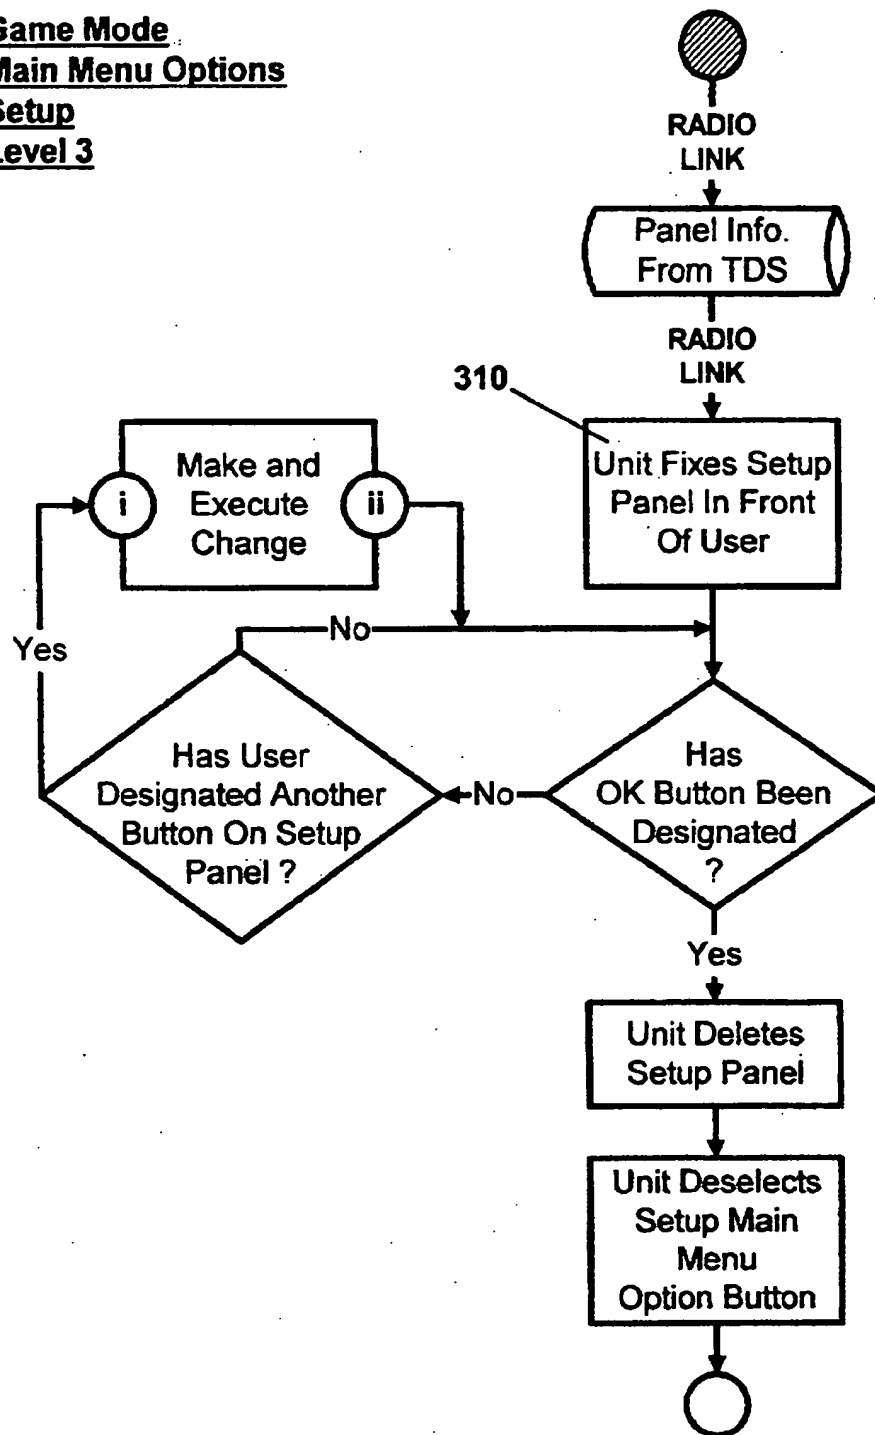 Game Mode
Main Menu Options
Setup
Level 3
RADIO
LINK
Panel Info.
From TDS
RADIO
LINK
310
Unit Fixes Setup
Panel In Front
Of User
Make and
Execute
Change
i
ii
Yes
No
Has User
Designated Another
Button On Setup
Panel ?
No
Has
OK Button Been
Designated
?
Yes
Unit Deletes
Setup Panel
Unit Deselects
Setup Main
Menu
Option Button